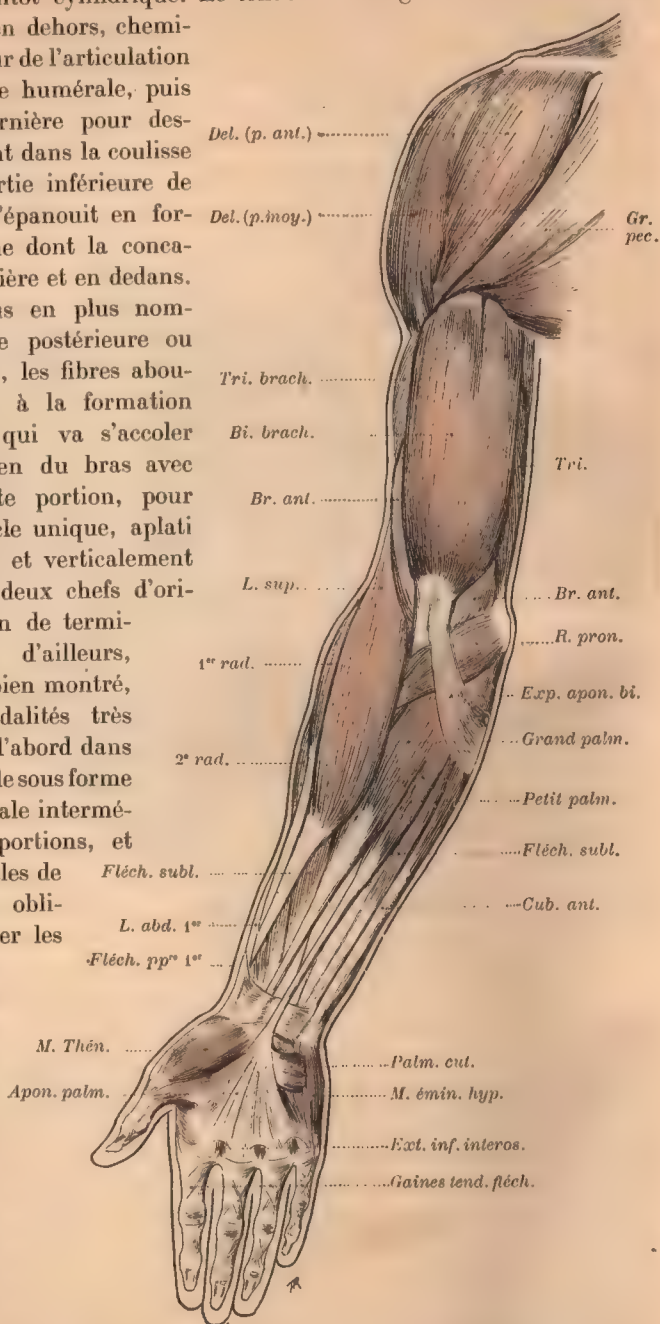 en dehors, chemi-
ur de l'articulation
e humérale, puis
rnière pour des-
nt dans la coulisse
rtie inférieure de
'épanouit en for-
ne dont la conca-
ière et en dedans.
ns en plus nom-
e postérieure ou
, les fibres abou-
à la formation
qui va s'accoler
en du bras avec
te portion, pour
cle unique, aplati
et verticalement
deux chefs d'ori-
n de termi-
d'ailleurs,
bien montré,
dalités très
l'abord dans
le sous forme
ale intermé-
portions, et
les de
obli-
er les
Del. (p. ant.)
Del. (p. moy.)
Tri. brach.
Bi. brach.
Br. ant.
L. sup.
1er rad.
2e rad.
Fléch. subl.
L. abd. 1er
Fléch. ppre 1er
M. Thén.
Apon. palm.
Gr.
pec.
Tri.
Br. ant.
R. pron.
Exp. apon. bi.
Grand palm.
Petit palm.
Fléch. subl.
Cub. ant.
Palm. cut.
M. émin. hyp.
Ext. inf. interos.
Gaines tend. fléch.